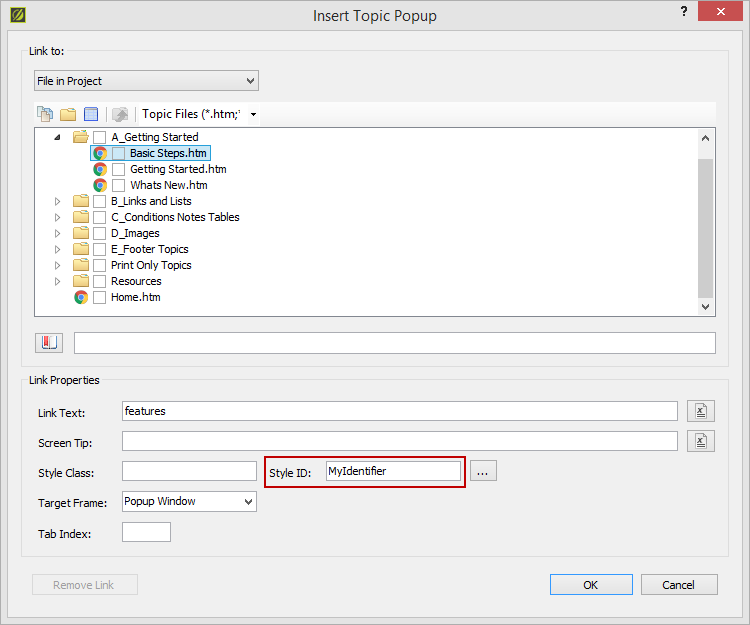 Insert Topic Popup
?
Link to:
File in Project
Topic Files (*.htm;*
A_Getting Started
Basic Steps.htm
Getting Started.htm
Whats New.htm
B_Links and Lists
C_Conditions Notes Tables
D_Images
E_Footer Topics
Print Only Topics
Resources
Home.htm
Link Properties
Link Text: features
Screen Tip:
Style Class: Style ID: MyIdentifier ...
Target Frame: Popup Window
Tab Index:
Remove Link OK Cancel